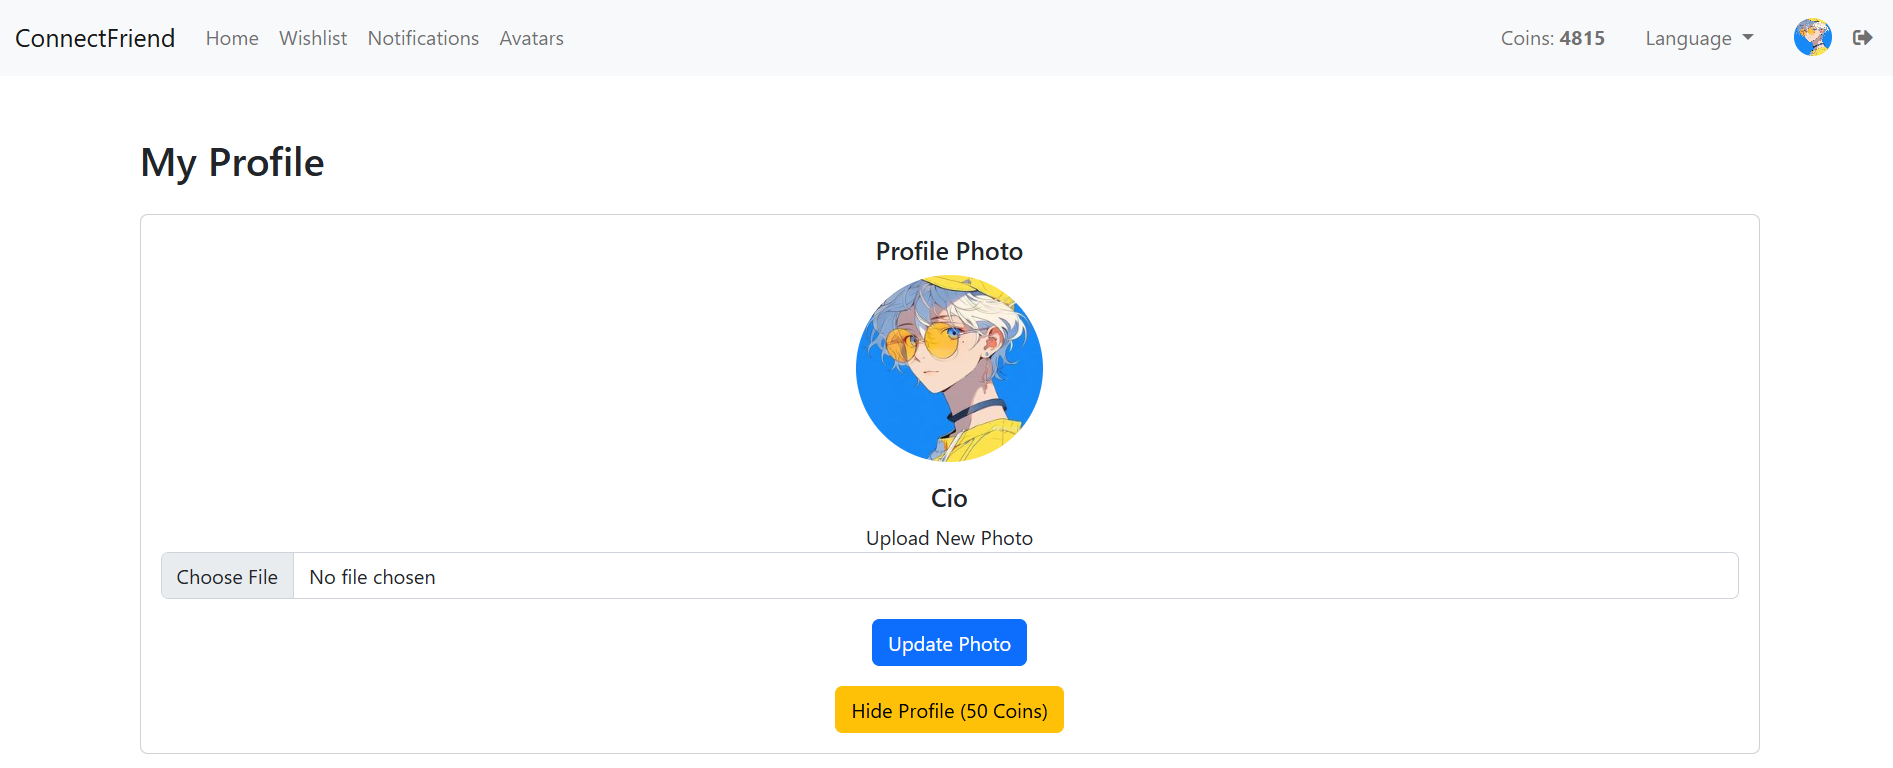 ConnectFriend Home Wishlist Notifications Avatars Coins: 4815 Language
My Profile
Profile Photo
Cio
Upload New Photo
Choose File No file chosen
Update Photo
Hide Profile (50 Coins)